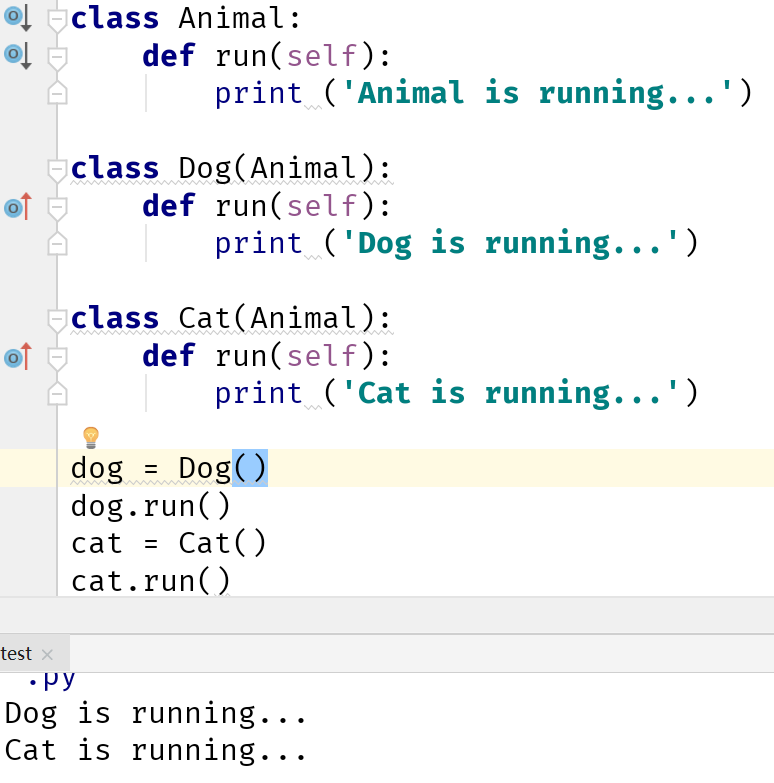 class Animal:
    def run(self):
        print ('Animal is running...')
class Dog(Animal):
    def run(self):
        print ('Dog is running...')
class Cat(Animal):
    def run(self):
        print ('Cat is running...')
dog = Dog()
dog.run()
cat = Cat()
cat.run()
test
.py
Dog is running...
Cat is running...